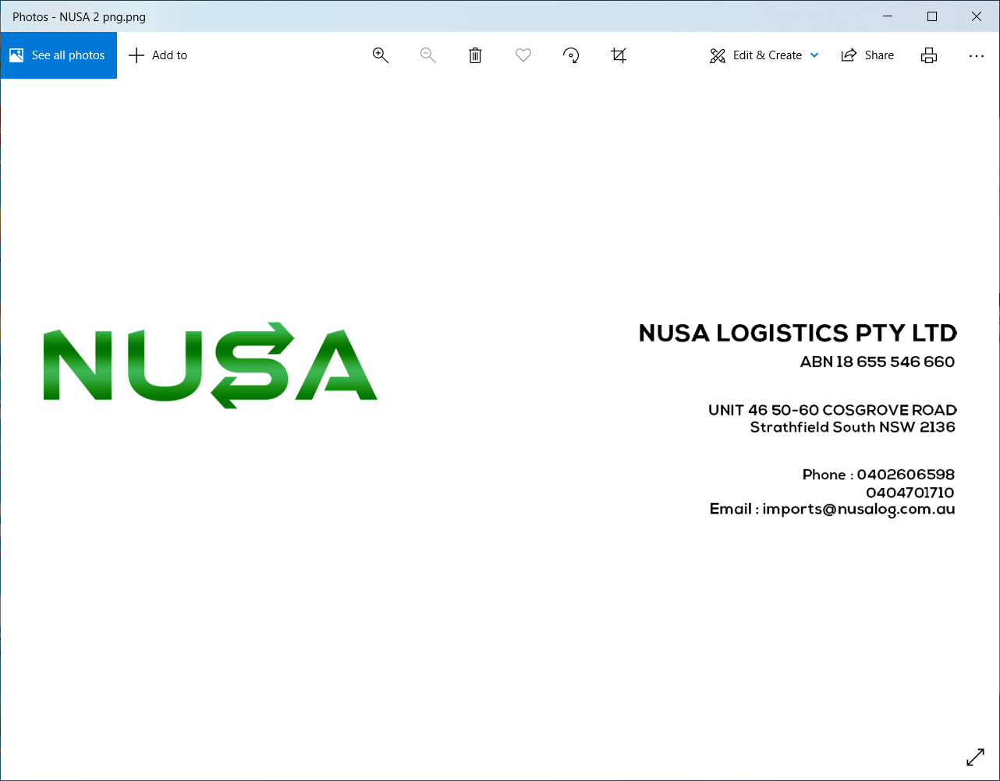 Photos - NUSA 2 png.png
See all photos
Add to
Edit & Create
Share
NUSA
NUSA LOGISTICS PTY LTD
ABN 18 655 546 660
UNIT 46 50-60 COSGROVE ROAD
Strathfield South NSW 2136
Phone : 0402606598
0404701710
Email : imports@nusalog.com.au